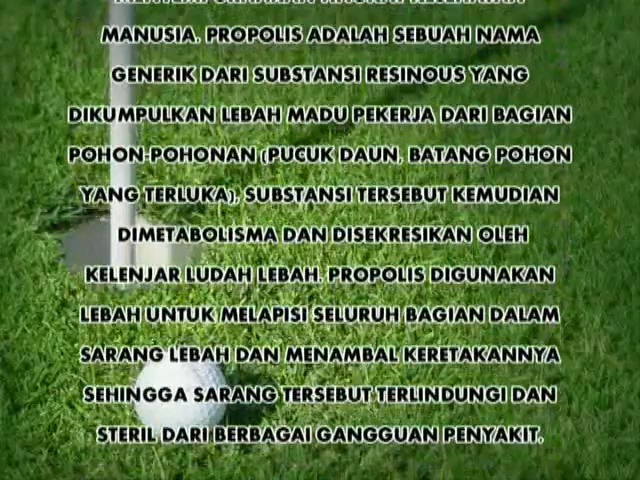 MANUSIA. PROPOLIS ADALAH SEBUAH NAMA
GENERIK DARI SUBSTANSI RESINOUS YANG
DIKUMPULKAN LEBAH MADU PEKERJA DARI BAGIAN
POHON-POHONAN (PUCUK DAUN, BATANG POHON
YANG TERLUKA), SUBSTANSI TERSEBUT KEMUDIAN
DIMETABOLISMA DAN DISEKRESIKAN OLEH
KELENJAR LUDAH LEBAH. PROPOLIS DIGUNAKAN
LEBAH UNTUK MELAPISI SELURUH BAGIAN DALAM
SARANG LEBAH DAN MENAMBAL KERETAKANNYA
SEHINGGA SARANG TERSEBUT TERLINDUNGI DAN
STERIL DARI BERBAGAI GANGGUAN PENYAKIT.